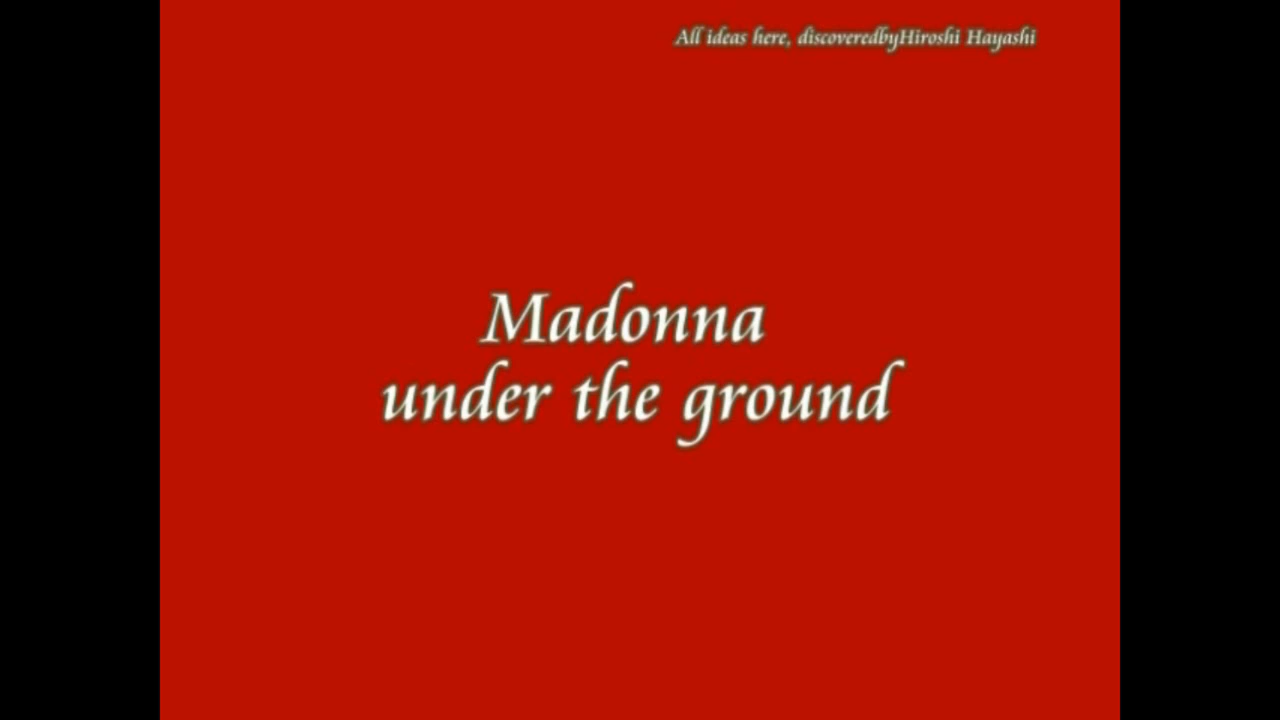 All ideas here, discoveredbyHiroshi Hayashi
Madonna
under the ground